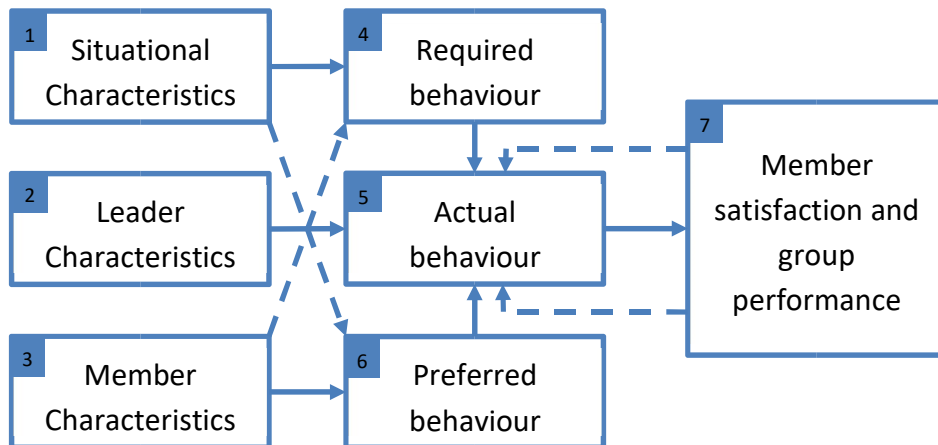 1
Situational
Characteristics
4
Required
behaviour
7
Member
satisfaction and
group
performance
2
Leader
Characteristics
5
Actual
behaviour
3
Member
Characteristics
6
Preferred
behaviour